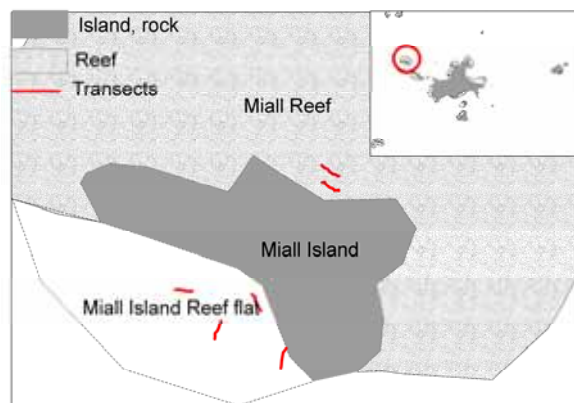 Island, rock
Reef
Transects
Miall Reef
Miall Island
Miall Island Reef flat